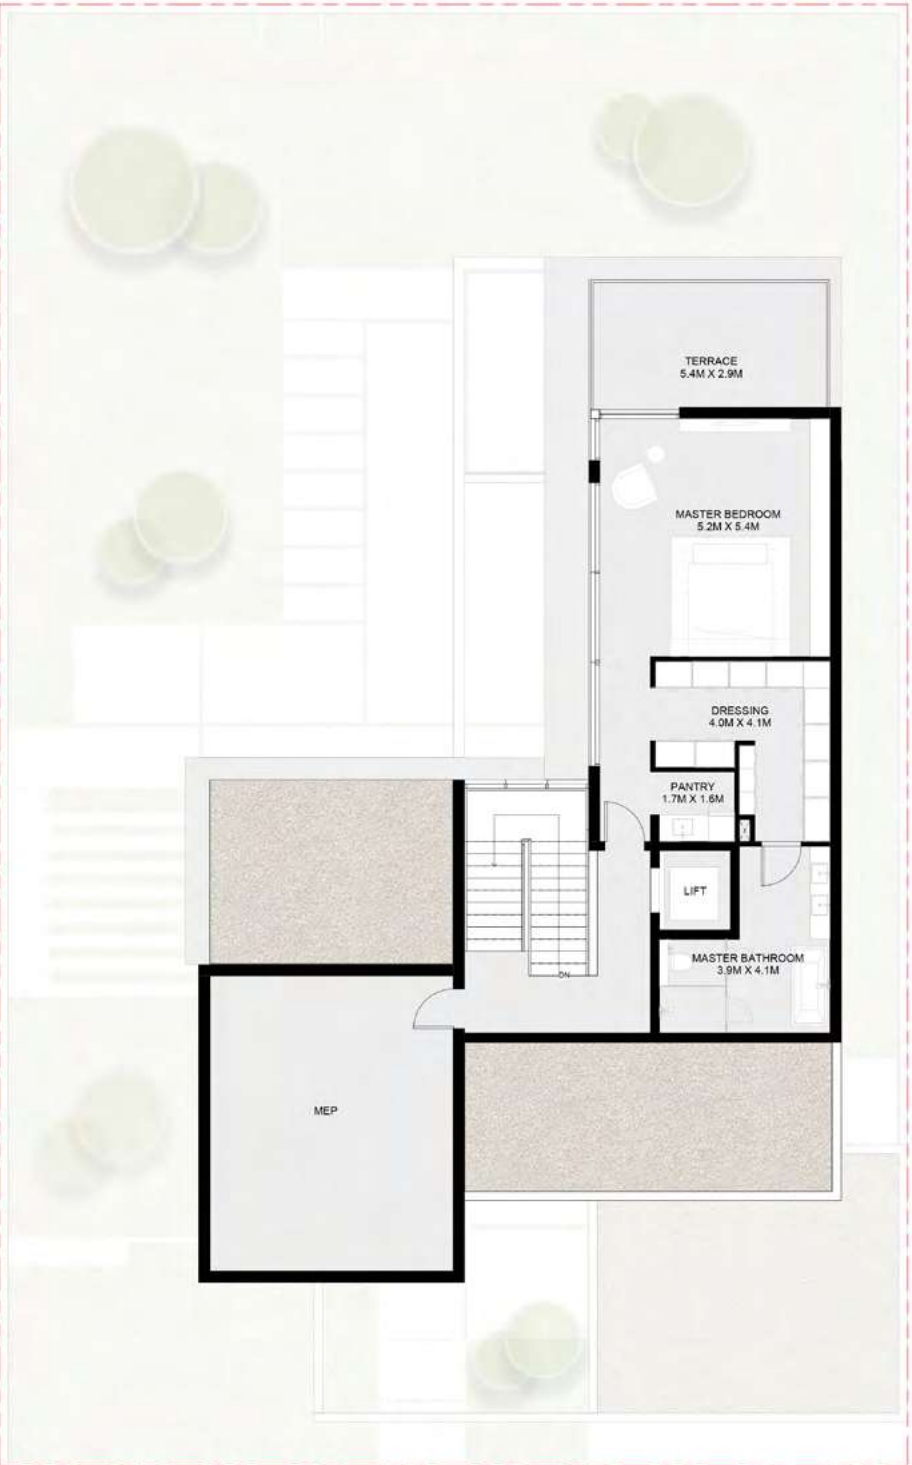 TERRACE
5.4M X 2.9M
MASTER BEDROOM
5.2M X 5.4M
DRESSING
4.0M X 4.1M
PANTRY
1.7M X 1.6M
LIFT
MASTER BATHROOM
3.9M X 4.1M
DN
MEP